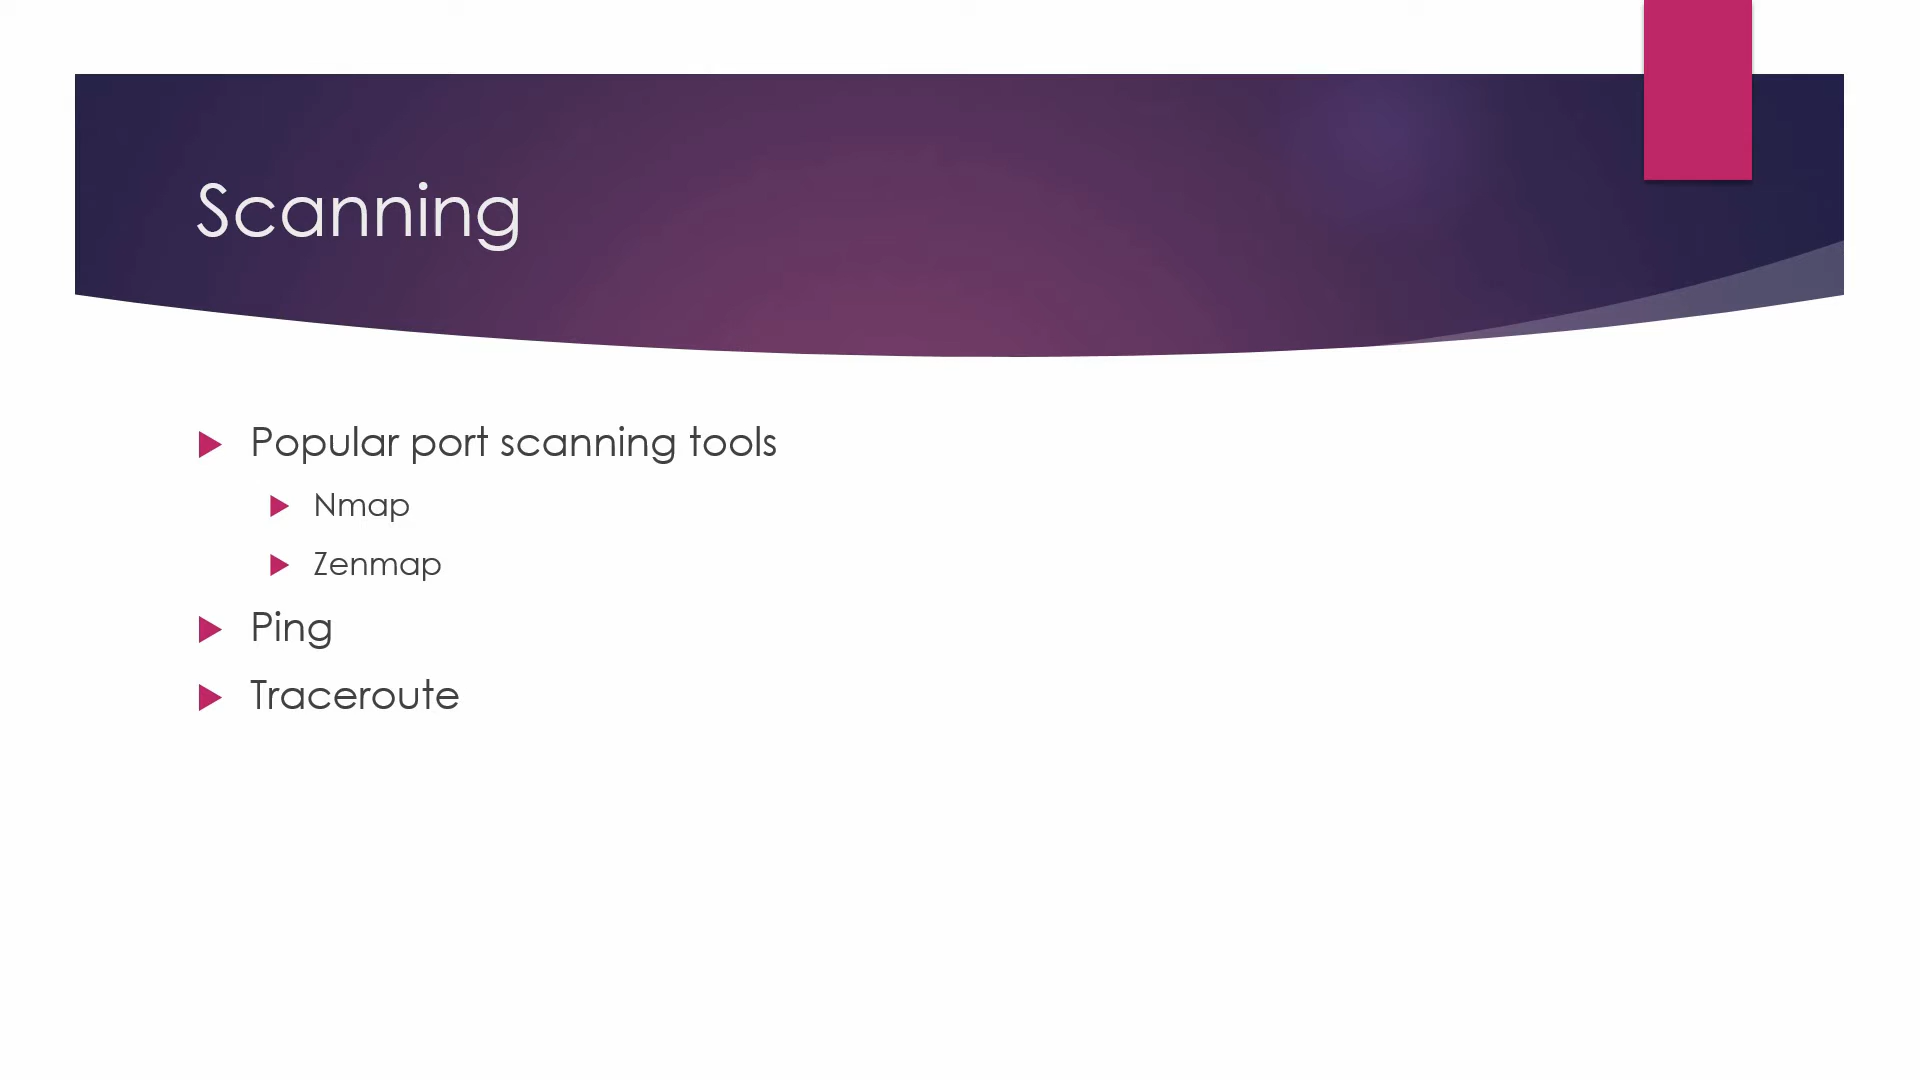 Scanning
Popular port scanning tools
Nmap
Zenmap
Ping
Traceroute